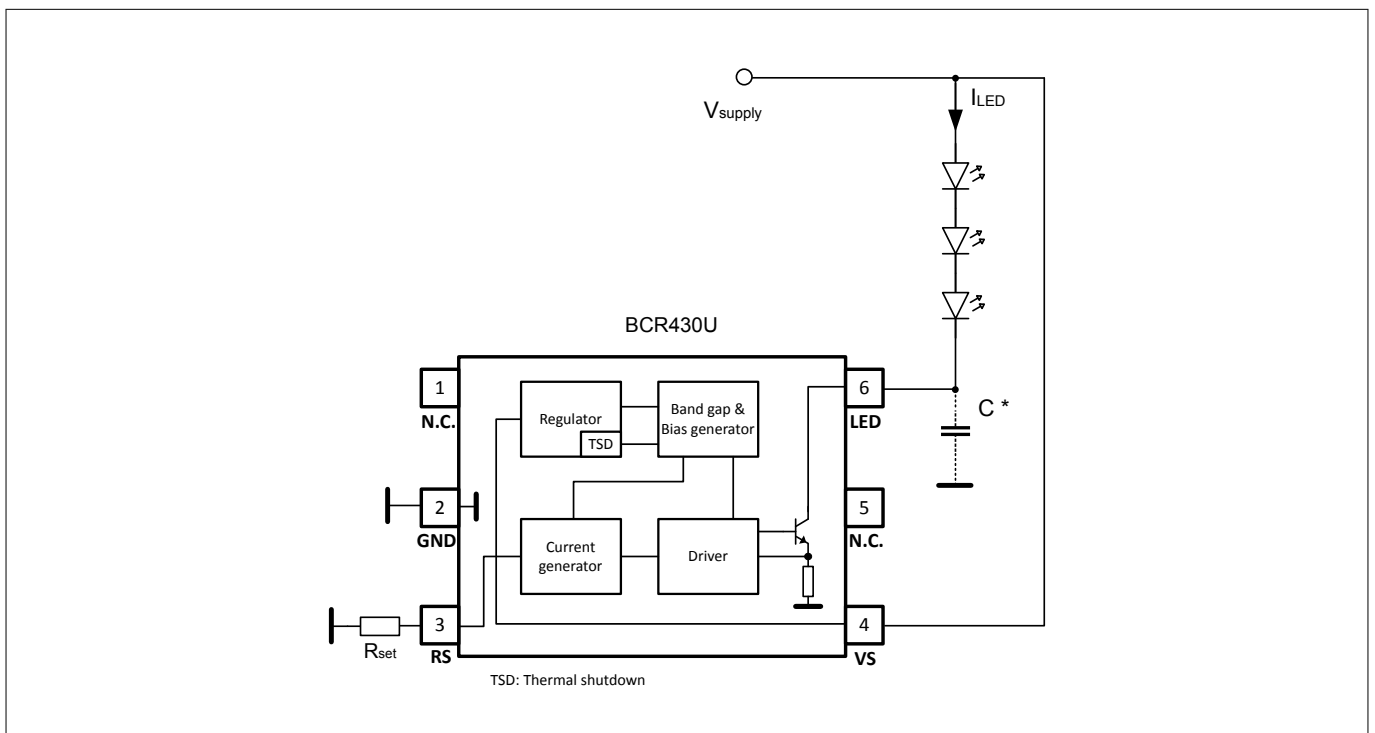 Vsupply
ILED
BCR430U
1
N.C.
Regulator
TSD
Band gap &
Bias generator
6
LED
C *
2
GND
5
N.C.
Current
generator
Driver
3
RS
Rset
4
VS
TSD: Thermal shutdown